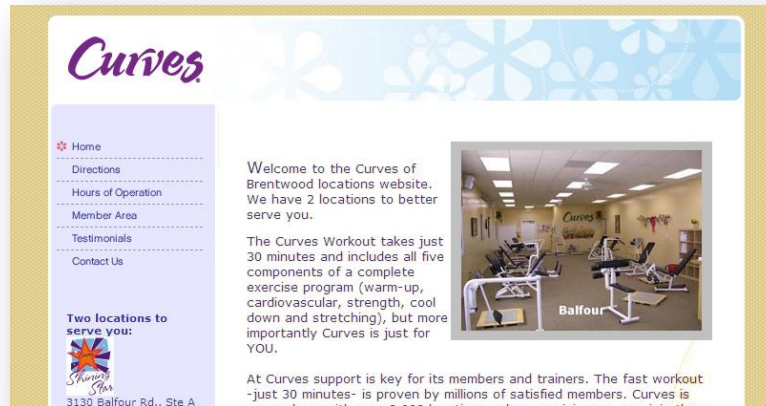 Curves
Home
Directions
Hours of Operation
Member Area
Testimonials
Contact Us
Two locations to
serve you:
Shining
Star
3130 Balfour Rd., Ste A
Welcome to the Curves of
Brentwood locations website.
We have 2 locations to better
serve you.
The Curves Workout takes just
30 minutes and includes all five
components of a complete
exercise program (warm-up,
cardiovascular, strength, cool
down and stretching), but more
importantly Curves is just for
YOU.
Curves
Balfour
At Curves support is key for its members and trainers. The fast workout
-just 30 minutes- is proven by millions of satisfied members. Curves is